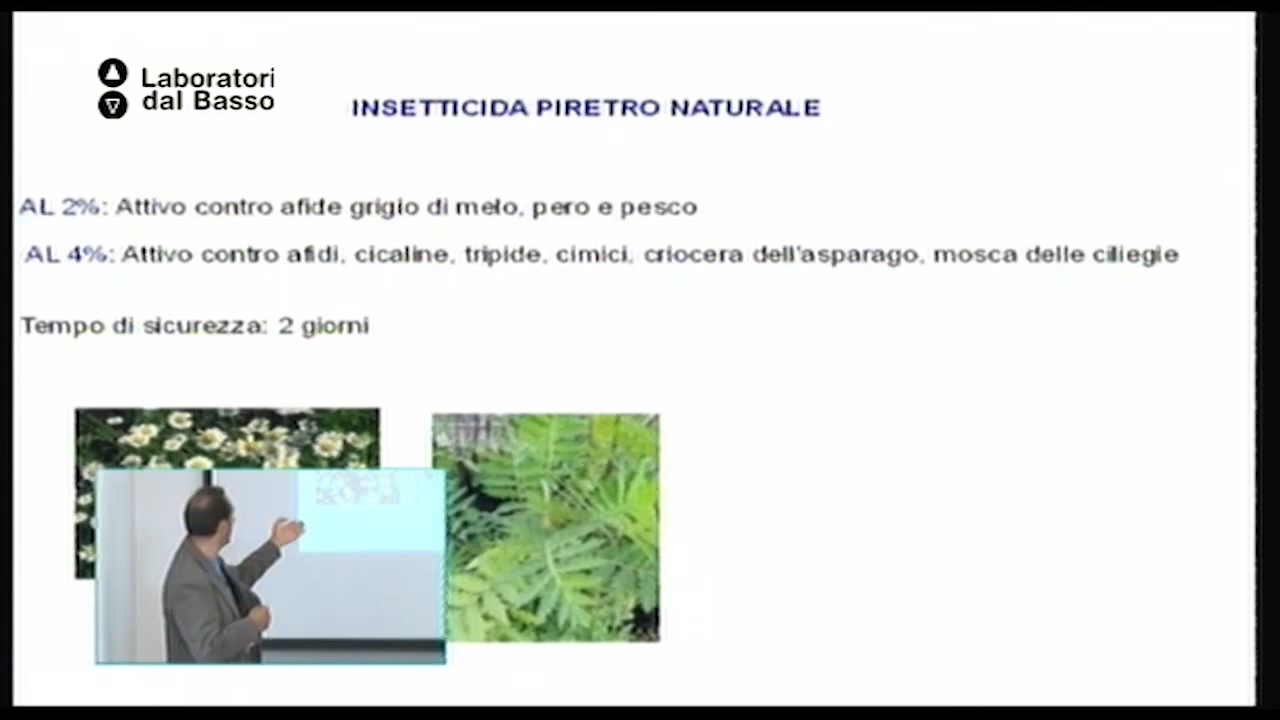 Laboratori
dal Basso
INSETTICIDA PIRETRO NATURALE
AL 2%: Attivo contro afide grigio di melo, pero e pesco
AL 4%: Attivo contro afidi, cicaline, tripide, cimici, criocera dell'asparago, mosca delle ciliegie
Tempo di sicurezza: 2 giorni